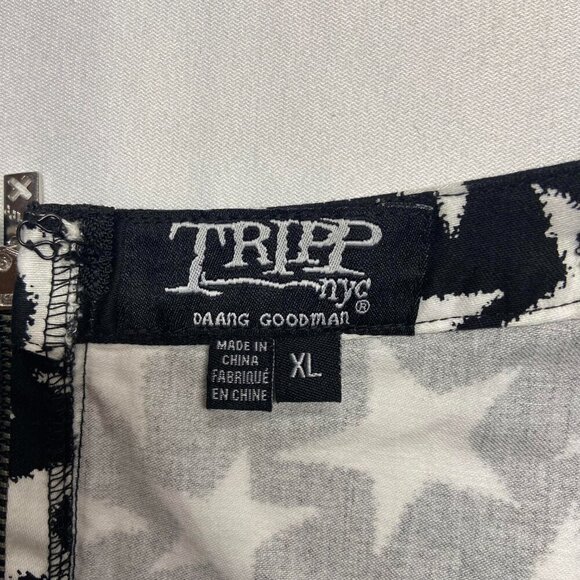 TRIPP
nyc®
DAANG GOODMAN
MADE IN
CHINA
FABRIQUÉ
EN CHINE
XL